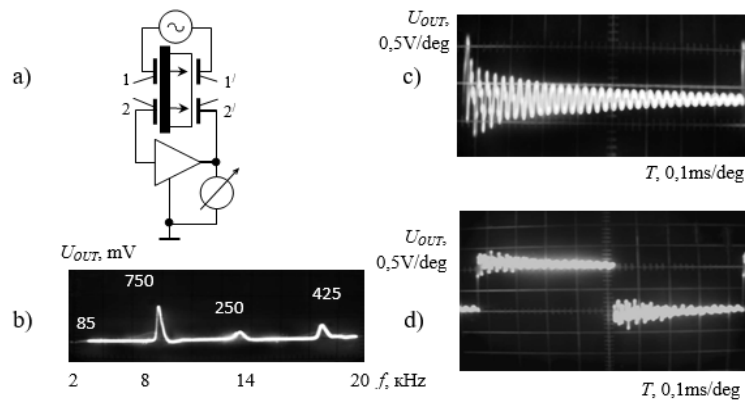 a)
1
1/
2
2/
U_OUT, mV
b)
85
750
250
425
2
8
14
20
f, кHz
c)
U_OUT,
0,5V/deg
T, 0,1ms/deg
d)
U_OUT,
0,5V/deg
T, 0,1ms/deg